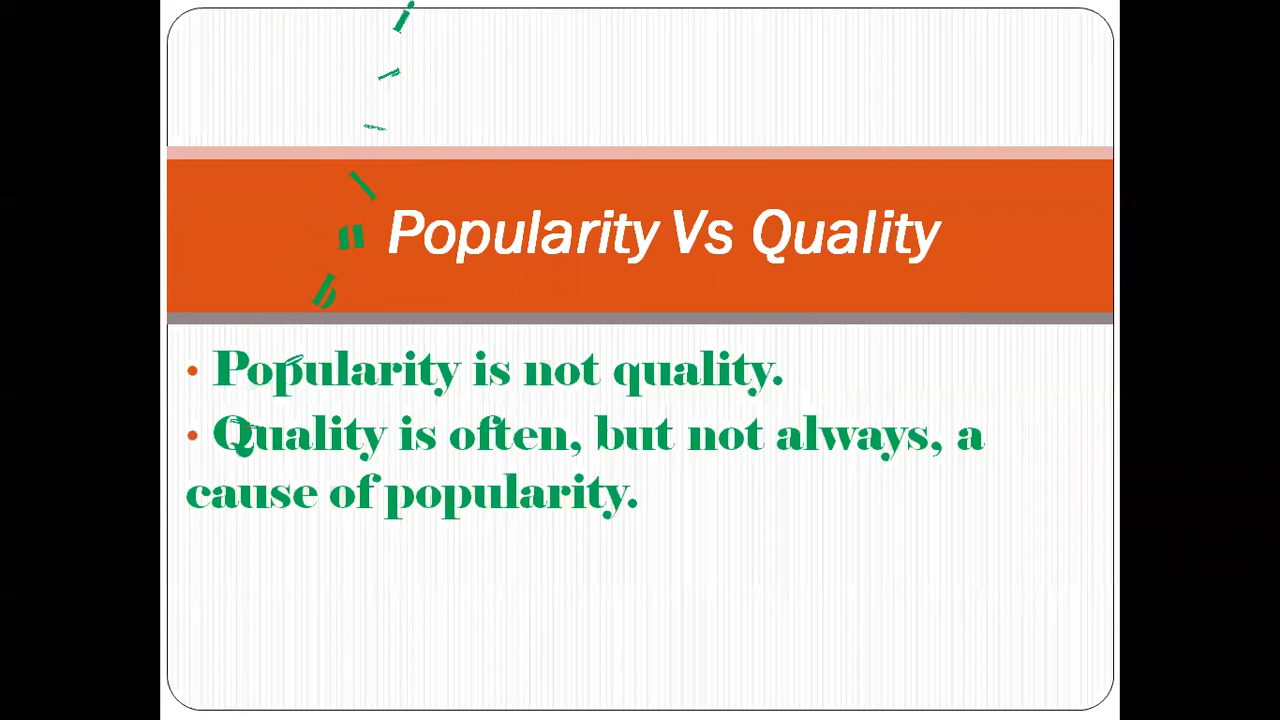 Popularity Vs Quality
• Popularity is not quality.
• Quality is often, but not always, a
cause of popularity.